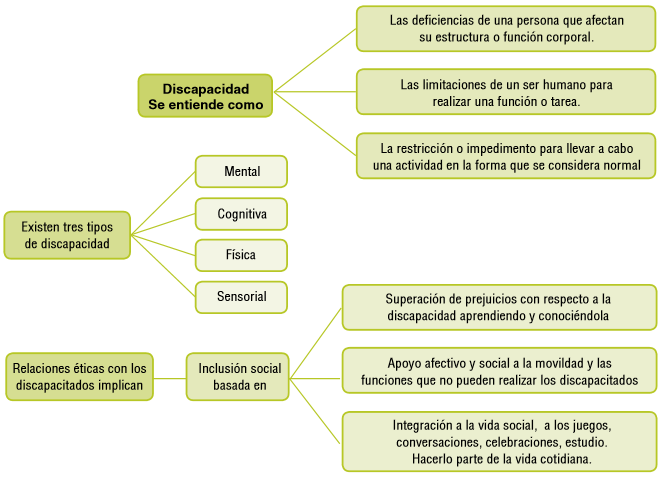 Las deficiencias de una persona que afectan
su estructura o función corporal.
Discapacidad
Se entiende como
Las limitaciones de un ser humano para
realizar una función o tarea.
La restricción o impedimento para llevar a cabo
una actividad en la forma que se considera normal
Existen tres tipos
de discapacidad
Mental
Cognitiva
Física
Sensorial
Relaciones éticas con los
discapacitados implican
Inclusión social
basada en
Superación de prejuicios con respecto a la
discapacidad aprendiendo y conociéndola
Apoyo afectivo y social a la movildad y las
funciones que no pueden realizar los discapacitados
Integración a la vida social, a los juegos,
conversaciones, celebraciones, estudio.
Hacerlo parte de la vida cotidiana.